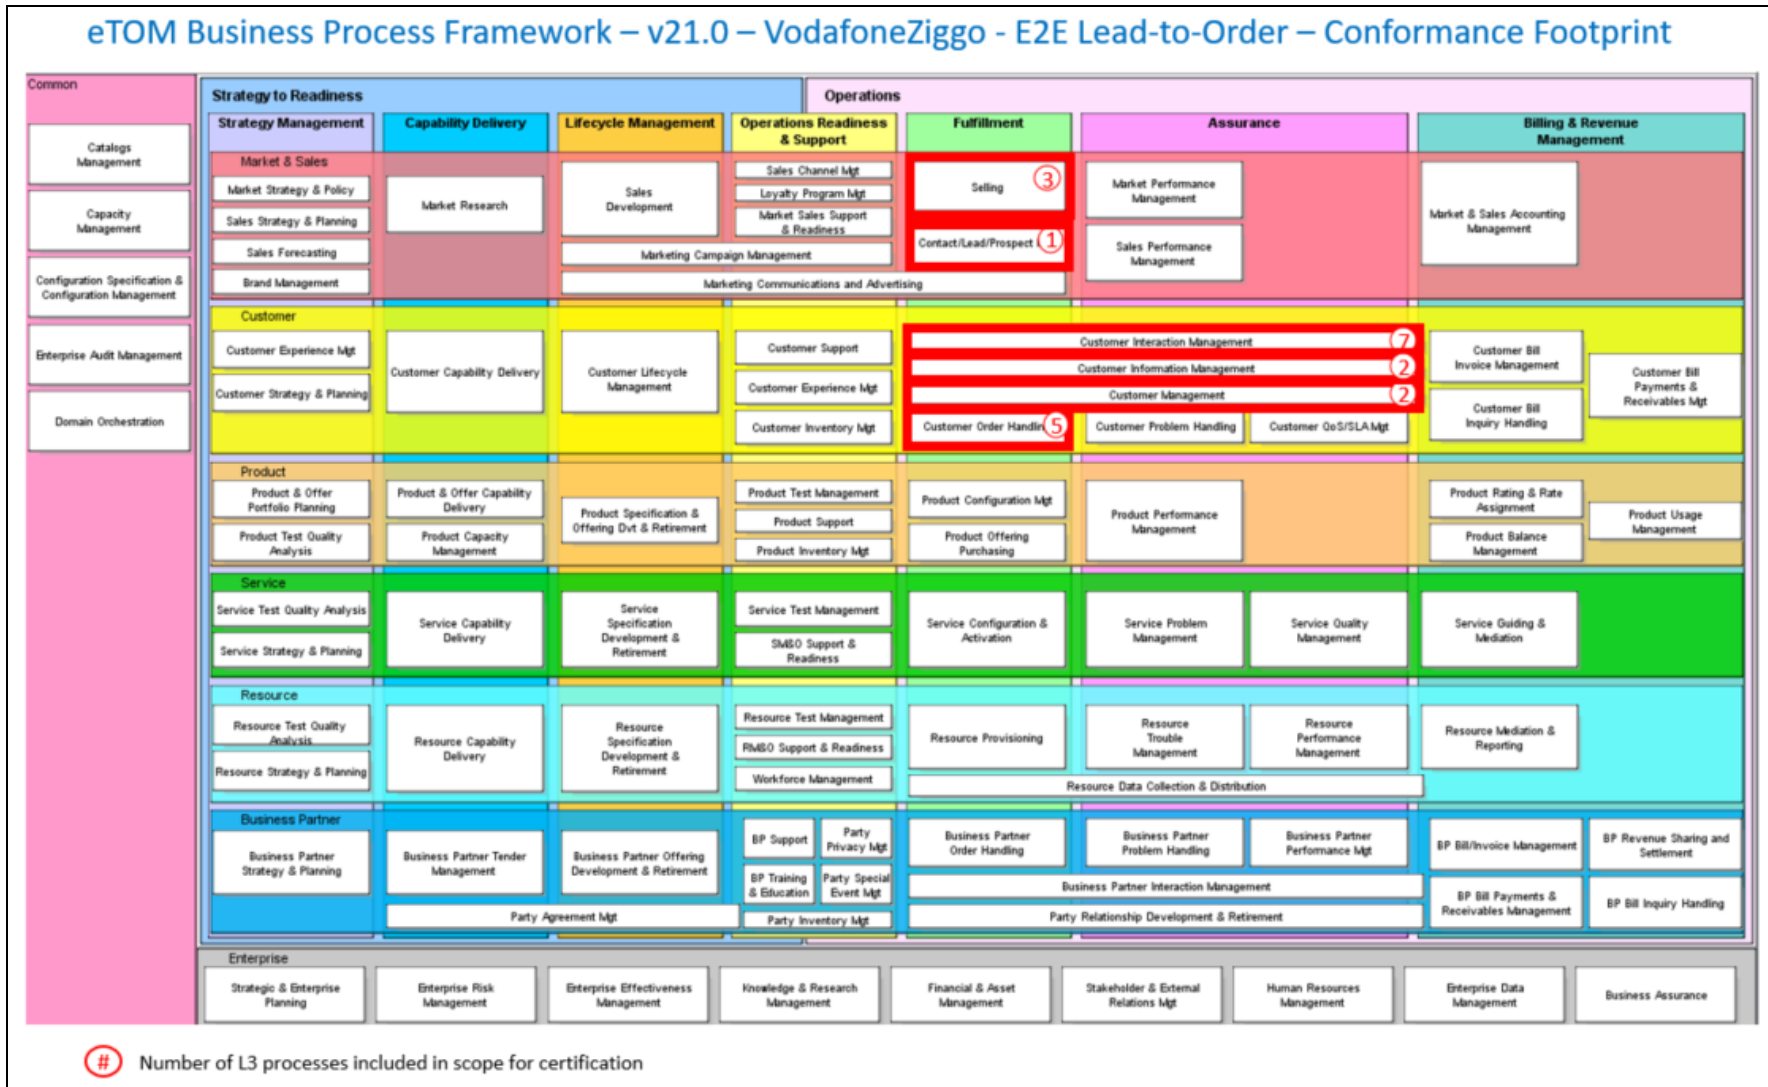 eTOM Business Process Framework – v21.0 – VodafoneZiggo - E2E Lead-to-Order – Conformance Footprint
Common
Catalogs
Management
Capacity
Management
Configuration Specification &
Configuration Management
Enterprise Audit Management
Domain Orchestration
Strategy to Readiness
Operations
Strategy Management
Capability Delivery
Lifecycle Management
Operations Readiness
& Support
Fulfillment
Assurance
Billing & Revenue
Management
Market & Sales
Market Strategy & Policy
Sales Strategy & Planning
Sales Forecasting
Brand Management
Market Research
Sales
Development
Sales Channel Mgt
Loyalty Program Mgt
Market Sales Support
& Readiness
Marketing Campaign Management
Marketing Communications and Advertising
Selling
3
Contact/Lead/Prospect
1
Market Performance
Management
Sales Performance
Management
Market & Sales Accounting
Management
Customer
Customer Experience Mgt
Customer Strategy & Planning
Customer Capability Delivery
Customer Lifecycle
Management
Customer Support
Customer Experience Mgt
Customer Inventory Mgt
Customer Interaction Management
7
Customer Information Management
2
Customer Management
2
Customer Order Handling
5
Customer Problem Handling
Customer QoS/SLA Mgt
Customer Bill
Invoice Management
Customer Bill
Inquiry Handling
Customer Bill
Payments &
Receivables Mgt
Product
Product & Offer
Portfolio Planning
Product Test Quality
Analysis
Product & Offer Capability
Delivery
Product Capacity
Management
Product Specification &
Offering Dvt & Retirement
Product Test Management
Product Support
Product Inventory Mgt
Product Configuration Mgt
Product Offering
Purchasing
Product Performance
Management
Product Rating & Rate
Assignment
Product Balance
Management
Product Usage
Management
Service
Service Test Quality Analysis
Service Strategy & Planning
Service Capability
Delivery
Service
Specification
Development &
Retirement
Service Test Management
SM&O Support &
Readiness
Service Configuration &
Activation
Service Problem
Management
Service Quality
Management
Service Guiding &
Mediation
Resource
Resource Test Quality
Analysis
Resource Strategy & Planning
Resource Capability
Delivery
Resource
Specification
Development &
Retirement
Resource Test Management
RM&O Support & Readiness
Workforce Management
Resource Provisioning
Resource
Trouble
Management
Resource
Performance
Management
Resource Data Collection & Distribution
Resource Mediation &
Reporting
Business Partner
Business Partner
Strategy & Planning
Business Partner Tender
Management
Business Partner Offering
Development & Retirement
Party Agreement Mgt
BP Support
Party
Privacy Mgt
BP Training
& Education
Party Special
Event Mgt
Party Inventory Mgt
Business Partner
Order Handling
Business Partner
Problem Handling
Business Partner
Performance Mgt
Business Partner Interaction Management
Party Relationship Development & Retirement
BP Bill/Invoice Management
BP Revenue Sharing and
Settlement
BP Bill Payments &
Receivables Management
BP Bill Inquiry Handling
Enterprise
Strategic & Enterprise
Planning
Enterprise Risk
Management
Enterprise Effectiveness
Management
Knowledge & Research
Management
Financial & Asset
Management
Stakeholder & External
Relations Mgt
Human Resources
Management
Enterprise Data
Management
Business Assurance
# Number of L3 processes included in scope for certification